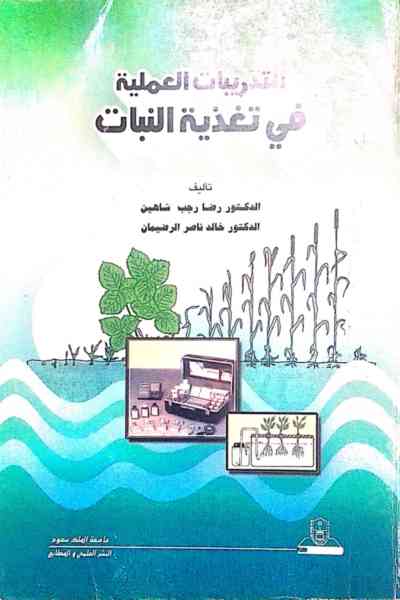 التدريبات العملية
في تغذية النبات
تأليف
الدكتور رضا رجب شاهين
الدكتور خالد ناصر الرضيمان
جامعة الملك سعود
النشر العلمي و المطابع